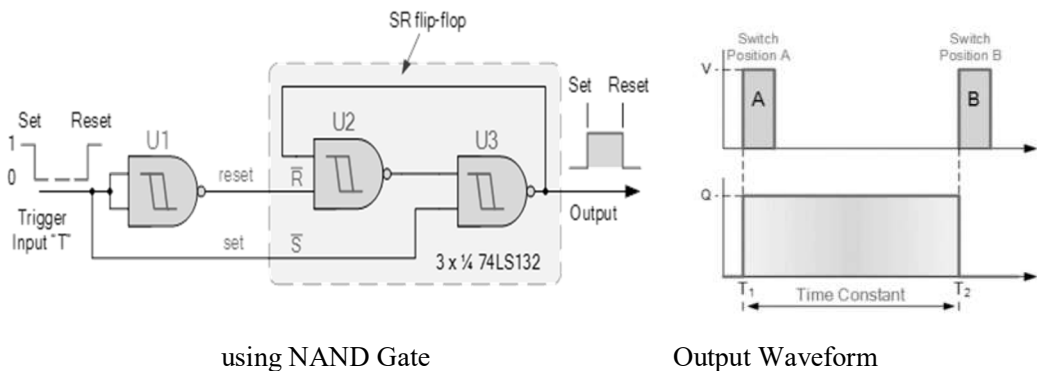 SR flip-flop
Set Reset
1
0
Trigger
Input "T"
U1
reset
set
R̅
S̅
U2
U3
3 x ¼ 74LS132
Set Reset
Output
Switch
Position A
Switch
Position B
V
A
B
Q
T₁
Time Constant
T₂
using NAND Gate
Output Waveform